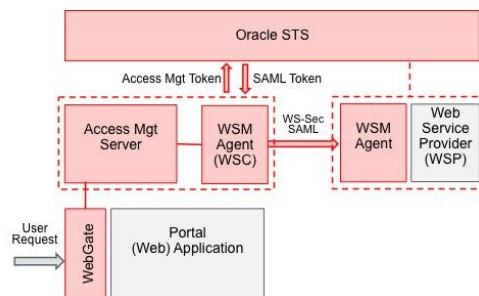 Oracle STS
Access Mgt Token
SAML Token
Access Mgt
Server
WSM
Agent
(WSC)
WS-Sec
SAML
WSM
Agent
Web
Service
Provider
(WSP)
User
Request
WebGate
Portal
(Web) Application